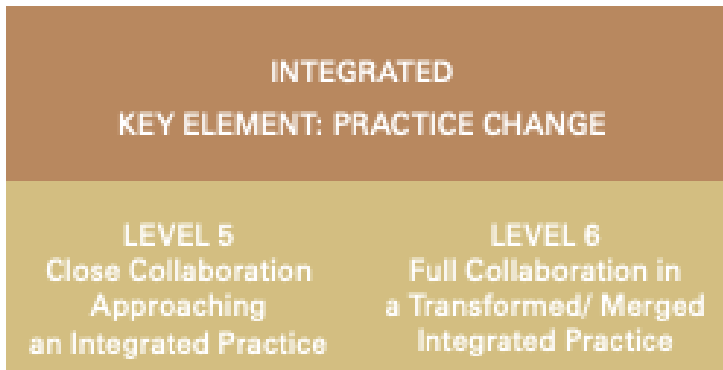 INTEGRATED
KEY ELEMENT: PRACTICE CHANGE
LEVEL 5
Close Collaboration
Approaching
an Integrated Practice
LEVEL 6
Full Collaboration in
a Transformed/ Merged
Integrated Practice